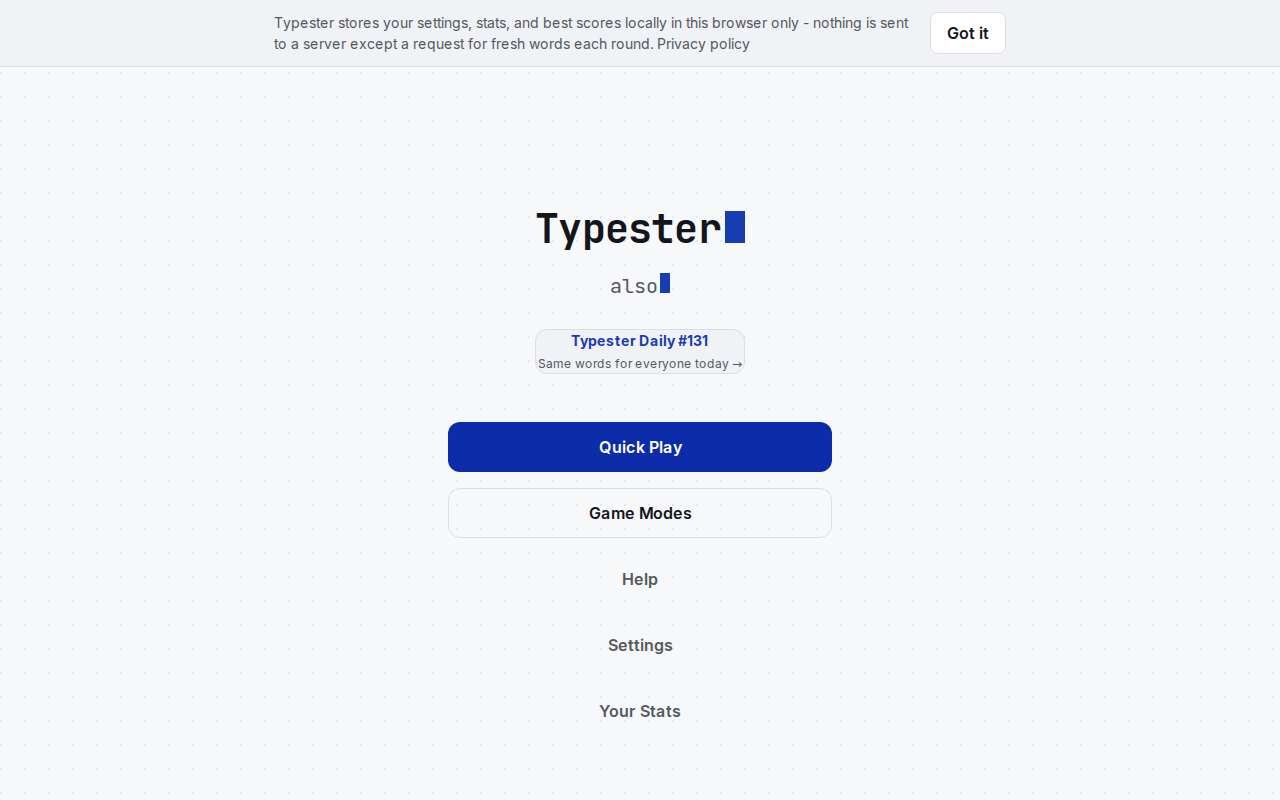 Typester stores your settings, stats, and best scores locally in this browser only - nothing is sent
to a server except a request for fresh words each round. Privacy policy
Got it
Typester
also
Typester Daily #131
Same words for everyone today →
Quick Play
Game Modes
Help
Settings
Your Stats